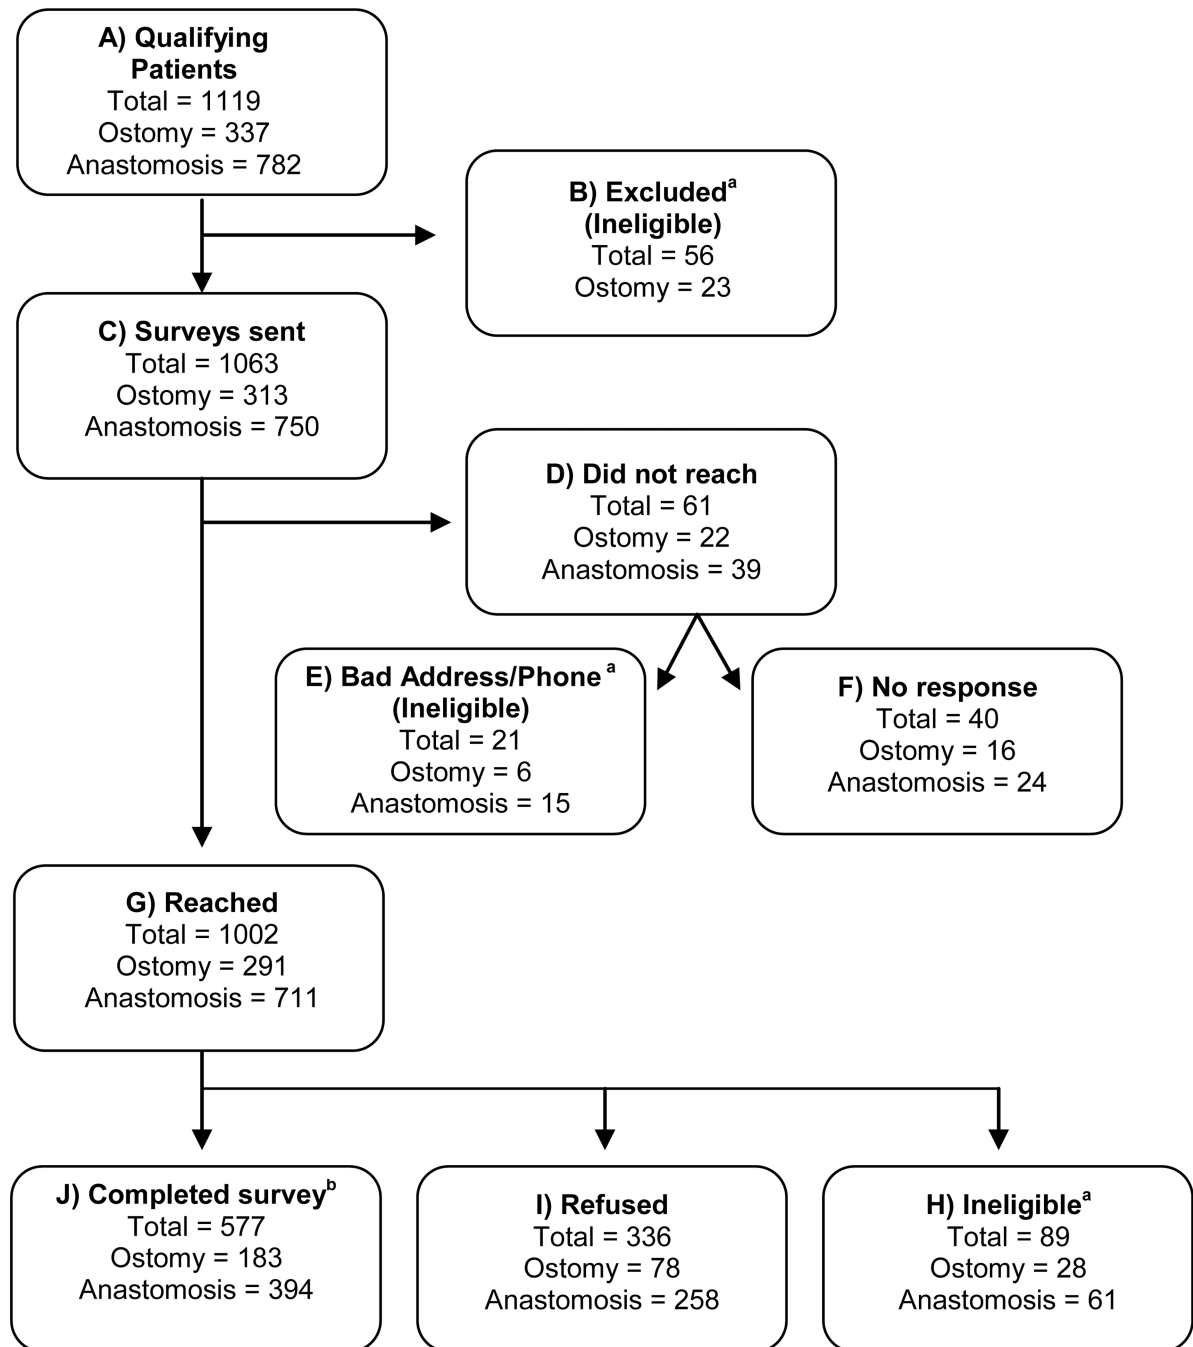 A) Qualifying
Patients
Total = 1119
Ostomy = 337
Anastomosis = 782
B) Excluded^a
(Ineligible)
Total = 56
Ostomy = 23
C) Surveys sent
Total = 1063
Ostomy = 313
Anastomosis = 750
D) Did not reach
Total = 61
Ostomy = 22
Anastomosis = 39
E) Bad Address/Phone ^a
(Ineligible)
Total = 21
Ostomy = 6
Anastomosis = 15
F) No response
Total = 40
Ostomy = 16
Anastomosis = 24
G) Reached
Total = 1002
Ostomy = 291
Anastomosis = 711
J) Completed survey^b
Total = 577
Ostomy = 183
Anastomosis = 394
I) Refused
Total = 336
Ostomy = 78
Anastomosis = 258
H) Ineligible^a
Total = 89
Ostomy = 28
Anastomosis = 61